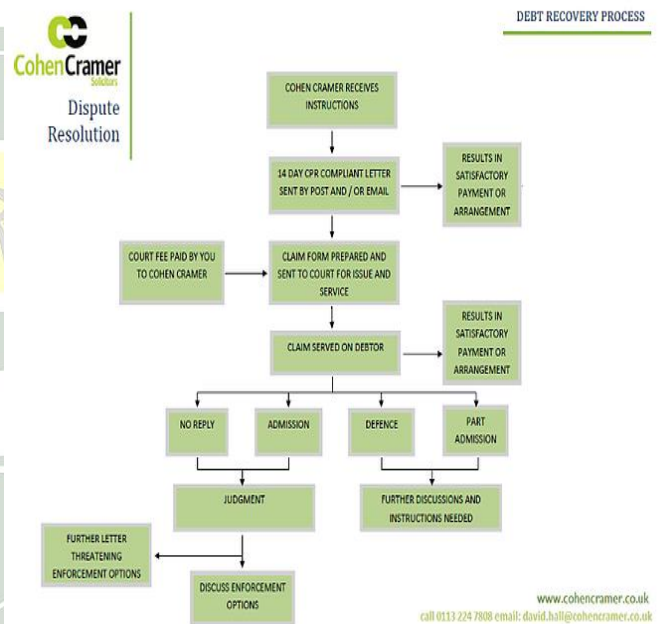 DEBT RECOVERY PROCESS
CohenCramer
Solicitors
Dispute
Resolution
COHEN CRAMER RECEIVES
INSTRUCTIONS
14 DAY CPR COMPLIANT LETTER
SENT BY POST AND / OR EMAIL
RESULTS IN
SATISFACTORY
PAYMENT OR
ARRANGEMENT
COURT FEE PAID BY YOU
TO COHEN CRAMER
CLAIM FORM PREPARED AND
SENT TO COURT FOR ISSUE AND
SERVICE
CLAIM SERVED ON DEBTOR
RESULTS IN
SATISFACTORY
PAYMENT OR
ARRANGEMENT
NO REPLY
ADMISSION
DEFENCE
PART
ADMISSION
JUDGMENT
FURTHER DISCUSSIONS AND
INSTRUCTIONS NEEDED
FURTHER LETTER
THREATENING
ENFORCEMENT OPTIONS
DISCUSS ENFORCEMENT
OPTIONS
www.cohencramer.co.uk
call 0113 224 7808 email: david.hall@cohencramer.co.uk